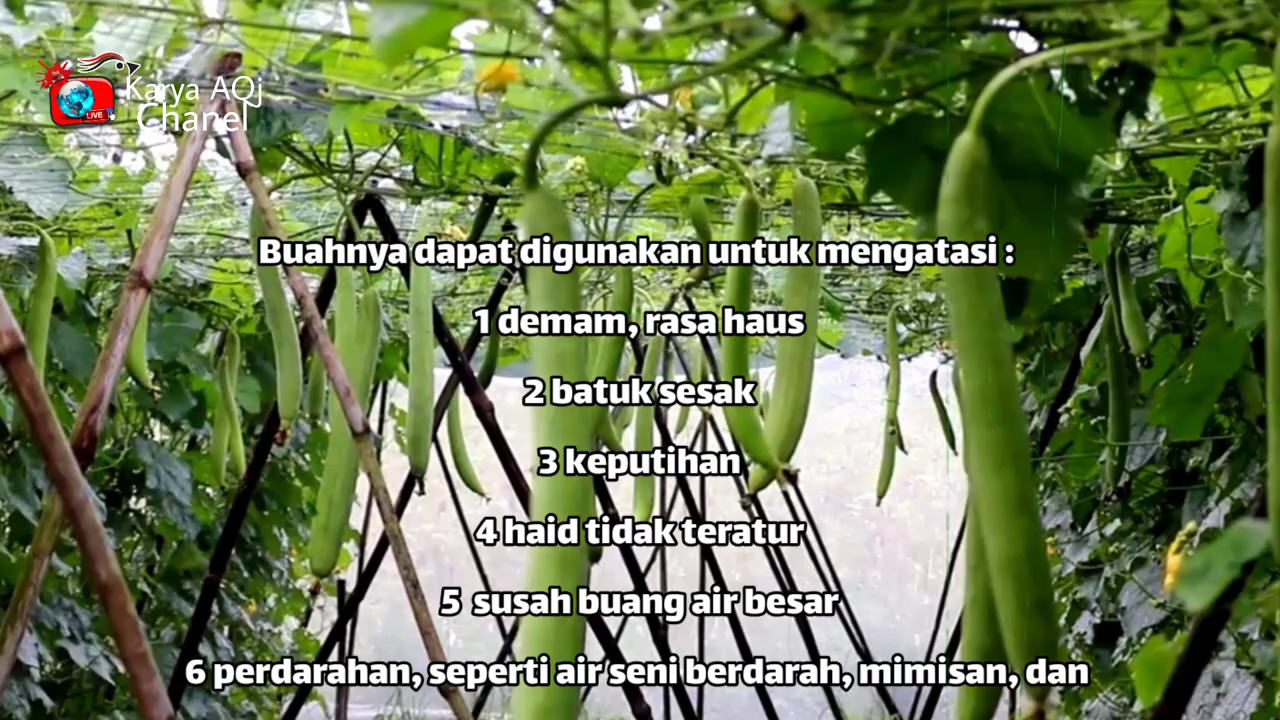 Karya AQj
Chanel
LIVE
Buahnya dapat digunakan untuk mengatasi :
1 demam, rasa haus
2 batuk sesak
3 keputihan
4 haid tidak teratur
5 susah buang air besar
6 perdarahan, seperti air seni berdarah, mimisan, dan